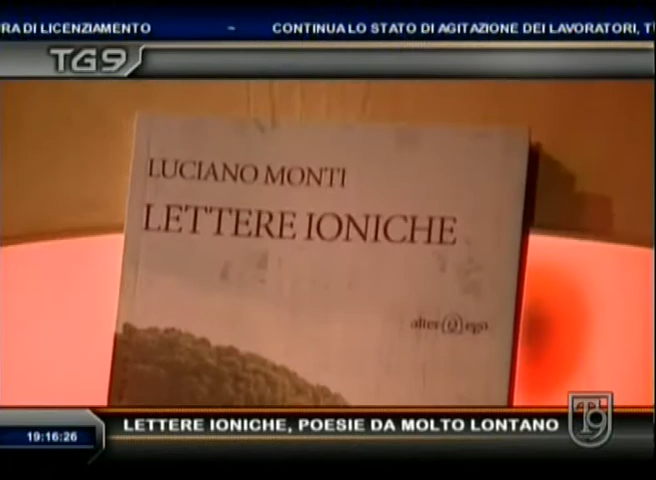 RA DI LICENZIAMENTO ~ CONTINUA LO STATO DI AGITAZIONE DEI LAVORATORI, T
TG9
LUCIANO MONTI
LETTERE IONICHE
alter@ego
LETTERE IONICHE, POESIE DA MOLTO LONTANO
19:16:26
19